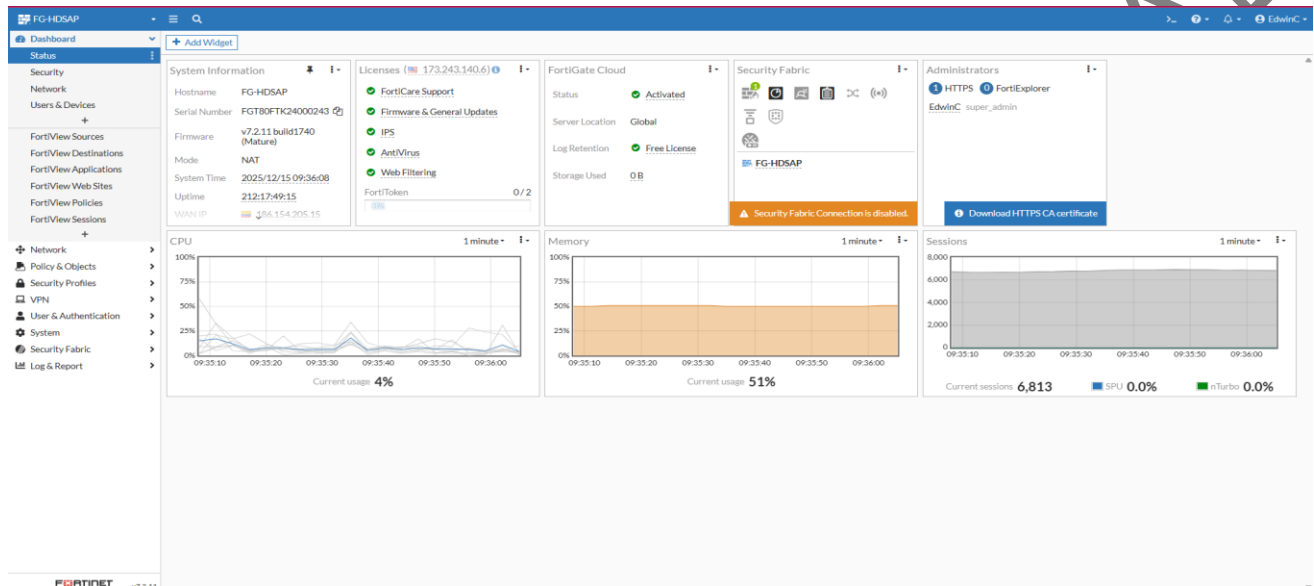 FG-HDSAP
>_
EdwinC
Dashboard
Status
Security
Network
Users & Devices
+
FortiView Sources
FortiView Destinations
FortiView Applications
FortiView Web Sites
FortiView Policies
FortiView Sessions
+
Network
Policy & Objects
Security Profiles
VPN
User & Authentication
System
Security Fabric
Log & Report
FORTINET
+ Add Widget
System Information
Hostname FG-HDSAP
Serial Number FGT80FTK24000243
Firmware v7.2.11 build1740
(Mature)
Mode NAT
System Time 2025/12/15 09:36:08
Uptime 212:17:49:15
WAN IP 186.154.205.15
Licenses ( 173.243.140.6)
FortiCare Support
Firmware & General Updates
IPS
AntiVirus
Web Filtering
FortiToken 0 / 2
0%
FortiGate Cloud
Status Activated
Server Location Global
Log Retention Free License
Storage Used 0 B
Security Fabric
FG-HDSAP
Security Fabric Connection is disabled.
Administrators
1 HTTPS 0 FortiExplorer
EdwinC super_admin
Download HTTPS CA certificate
CPU 1 minute
100%
75%
50%
25%
0%
09:35:10 09:35:20 09:35:30 09:35:40 09:35:50 09:36:00
Current usage 4%
Memory 1 minute
100%
75%
50%
25%
0%
09:35:10 09:35:20 09:35:30 09:35:40 09:35:50 09:36:00
Current usage 51%
Sessions 1 minute
8,000
6,000
4,000
2,000
0
09:35:10 09:35:20 09:35:30 09:35:40 09:35:50 09:36:00
Current sessions 6,813 SPU 0.0% nTurbo 0.0%